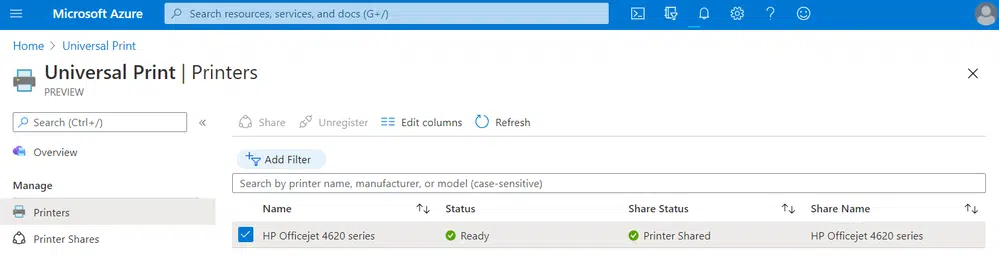 Microsoft Azure
Search resources, services, and docs (G+/)
Home > Universal Print
Universal Print | Printers
PREVIEW
Search (Ctrl+/)
Overview
Manage
Printers
Printer Shares
Share Unregister Edit columns Refresh
Add Filter
Search by printer name, manufacturer, or model (case-sensitive)
Name Status Share Status Share Name
HP Officejet 4620 series Ready Printer Shared HP Officejet 4620 series